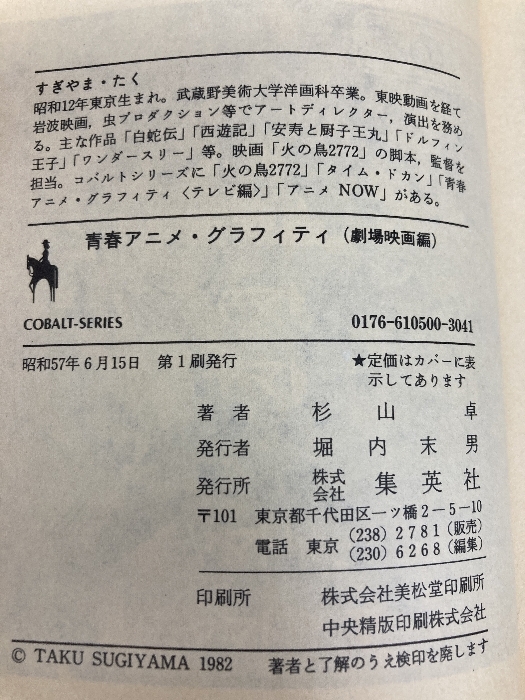 すぎやま・たく
昭和12年東京生まれ。武蔵野美術大学洋画科卒業。東映動画を経て
岩波映画，虫プロダクション等でアートディレクター，演出を務め
る。主な作品「白蛇伝」「西遊記」「安寿と厨子王丸」「ドルフィン
王子」「ワンダースリー」等。映画「火の鳥2772」の脚本，監督を
担当。コバルトシリーズに「火の鳥2772」「タイム・ドカン」「青春
アニメ・グラフィティ〈テレビ編〉」「アニメ NOW」がある。
青春アニメ・グラフィティ（劇場映画編）
COBALT-SERIES
0176-610500-3041
昭和57年6月15日 第1刷発行
★定価はカバーに表
示してあります
著者 杉山 卓
発行者 堀内末男
発行所 株式会社 集英社
〒101 東京都千代田区一ツ橋2－5－10
電話 東京 (238) 2781 (販売)
(230) 6268 (編集)
印刷所 株式会社美松堂印刷所
中央精版印刷株式会社
© TAKU SUGIYAMA 1982 著者と了解のうえ検印を廃します